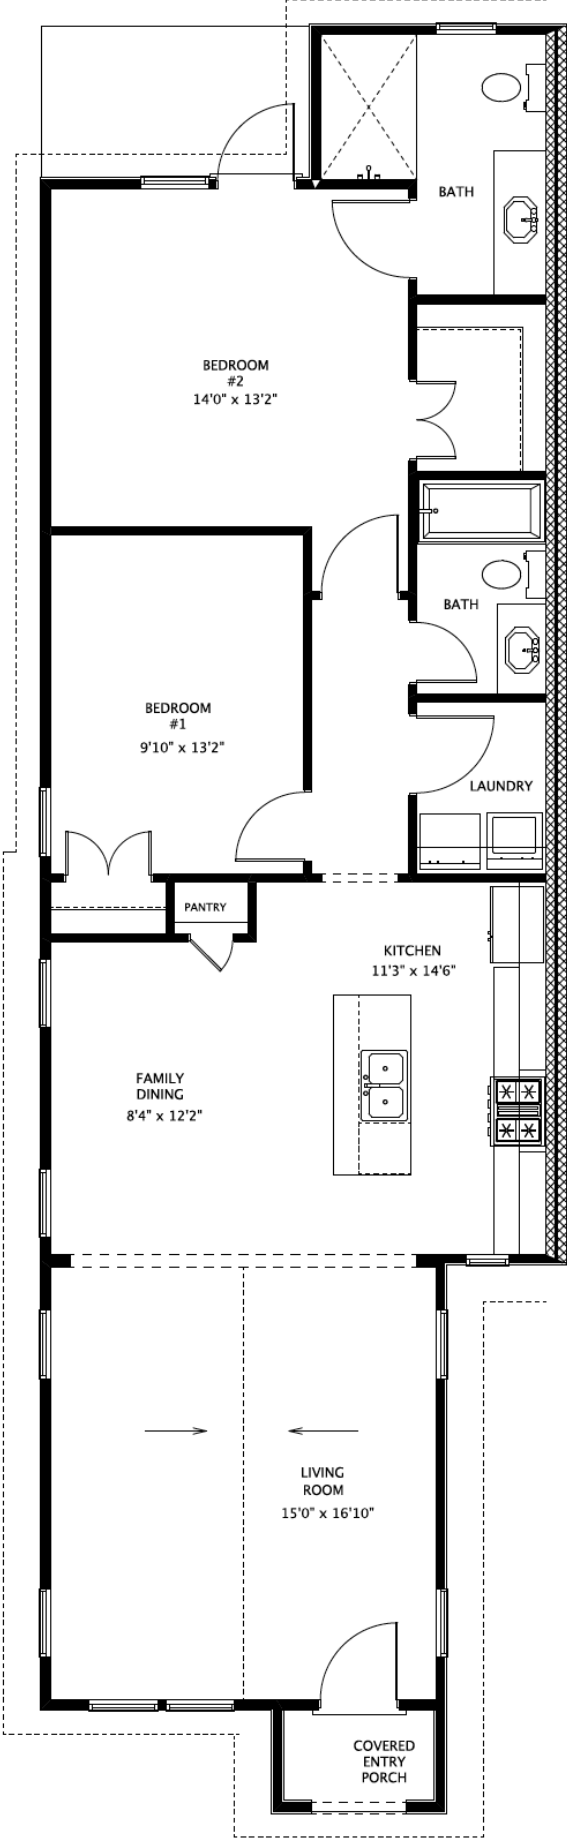 BATH
BEDROOM
#2
14'0" x 13'2"
BATH
BEDROOM
#1
9'10" x 13'2"
LAUNDRY
PANTRY
KITCHEN
11'3" x 14'6"
FAMILY
DINING
8'4" x 12'2"
LIVING
ROOM
15'0" x 16'10"
COVERED
ENTRY
PORCH